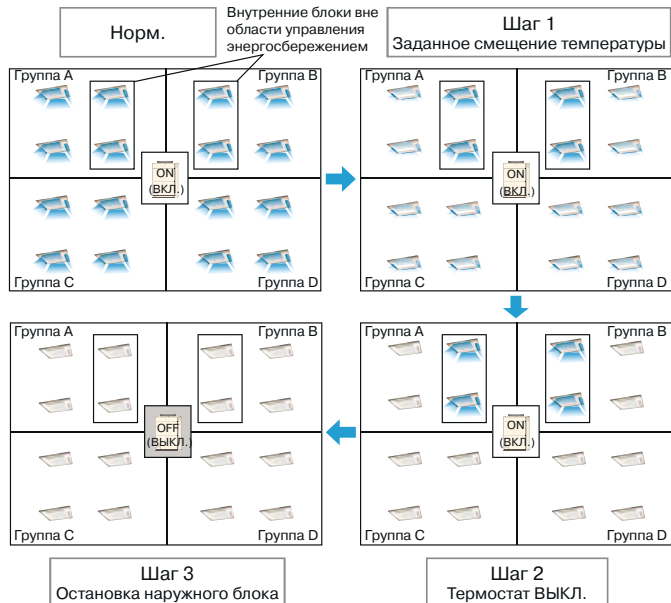 Норм.
Внутренние блоки вне
области управления
энергосбережением
Шаг 1
Заданное смещение температуры
Группа A
Группа B
ON
(ВКЛ.)
Группа C
Группа D
Группа A
Группа B
ON
(ВКЛ.)
Группа C
Группа D
Группа A
Группа B
OFF
(ВЫКЛ.)
Группа C
Группа D
Группа A
Группа B
ON
(ВКЛ.)
Группа C
Группа D
Шаг 3
Остановка наружного блока
Шаг 2
Термостат ВЫКЛ.